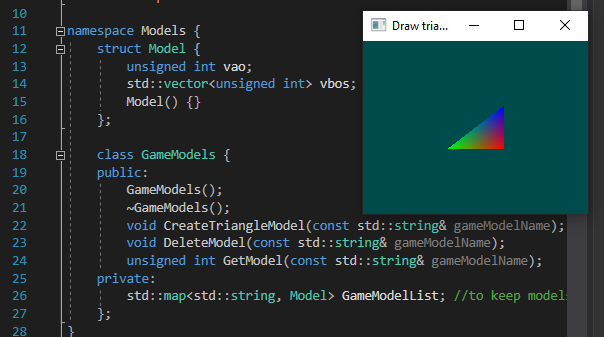 10
11 namespace Models {
12 struct Model {
13 unsigned int vao;
14 std::vector<unsigned int> vbos;
15 Model() {}
16 };
17
18 class GameModels {
19 public:
20 GameModels();
21 ~GameModels();
22 void CreateTriangleModel(const std::string& gameModelName);
23 void DeleteModel(const std::string& gameModelName);
24 unsigned int GetModel(const std::string& gameModelName);
25 private:
26 std::map<std::string, Model> GameModelList; //to keep models
27 };
28 }
Draw tria...